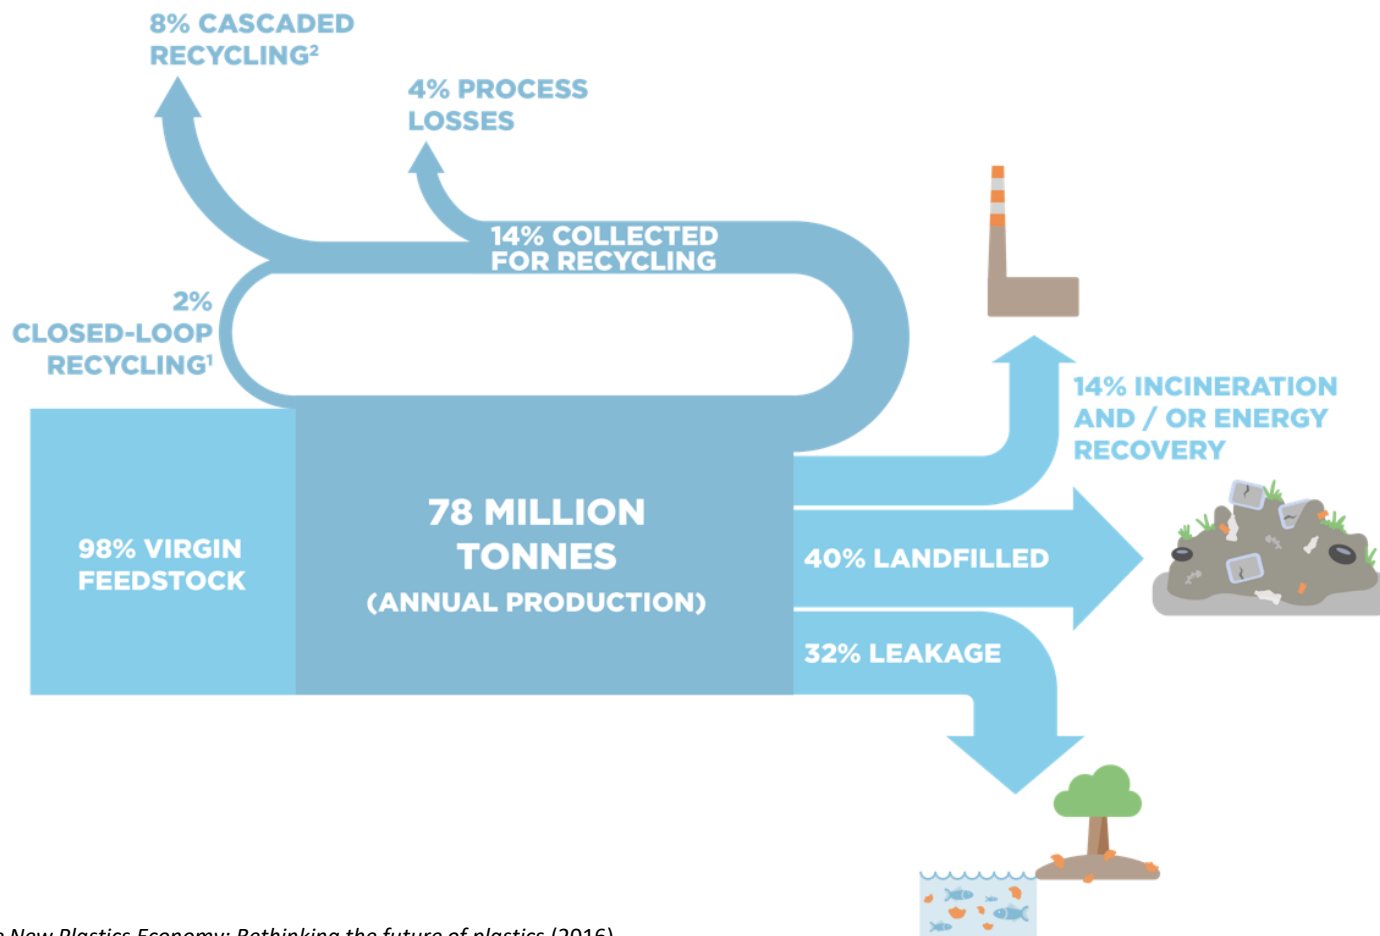 8% CASCADED
RECYCLING²
4% PROCESS
LOSSES
14% COLLECTED
FOR RECYCLING
2%
CLOSED-LOOP
RECYCLING¹
14% INCINERATION
AND / OR ENERGY
RECOVERY
98% VIRGIN
FEEDSTOCK
78 MILLION
TONNES
(ANNUAL PRODUCTION)
40% LANDFILLED
32% LEAKAGE
New Plastics Economy: Rethinking the future of plastics (2016)